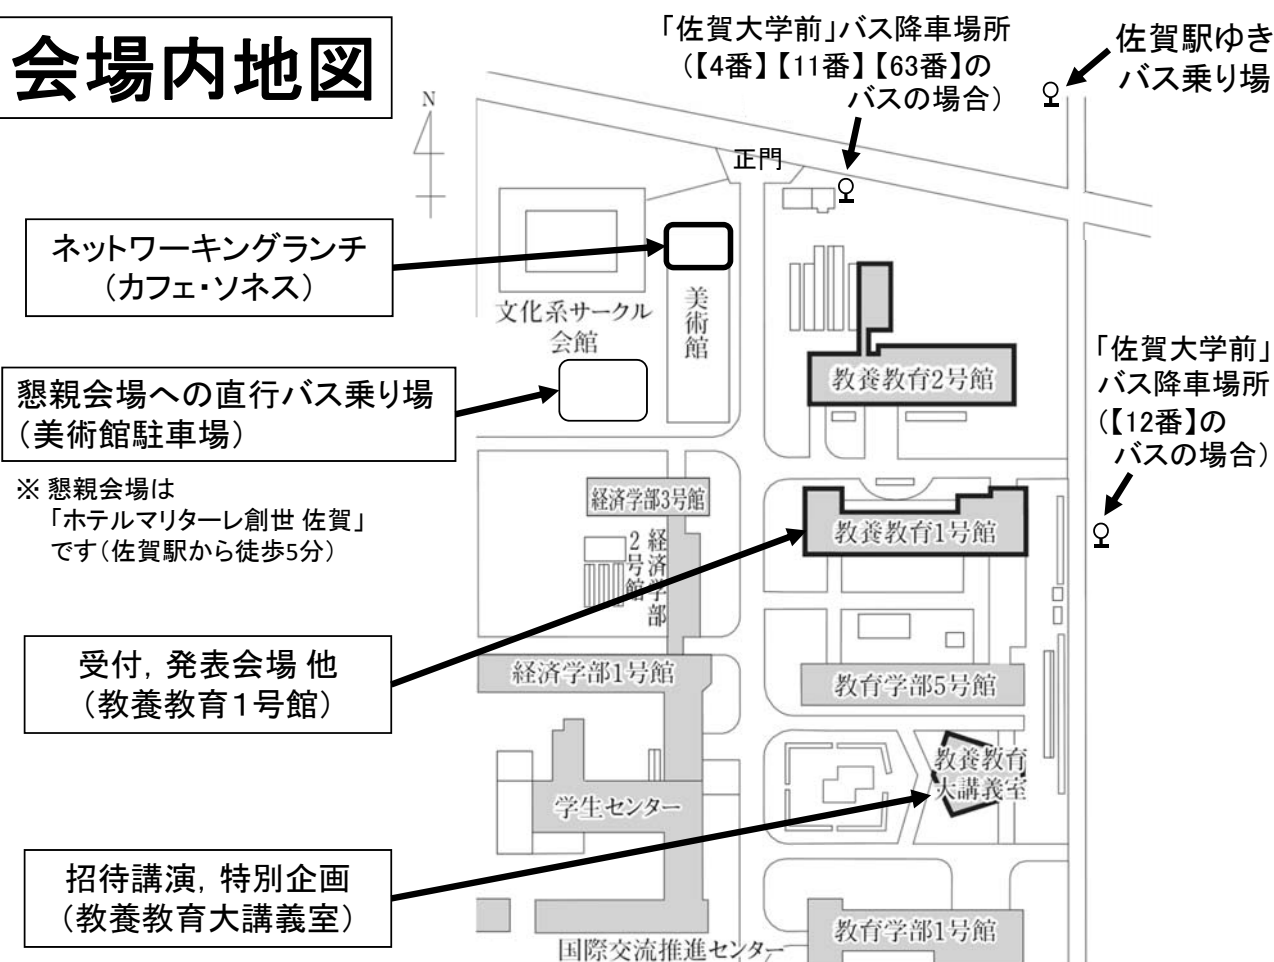 会場内地図
「佐賀大学前」バス降車場所
（【4番】【11番】【63番】の
バスの場合）
佐賀駅ゆき
バス乗り場
N
正門
ネットワーキングランチ
（カフェ・ソネス）
文化系サークル
会館
美術館
教養教育2号館
「佐賀大学前」
バス降車場所
（【12番】の
バスの場合）
懇親会場への直行バス乗り場
（美術館駐車場）
※ 懇親会場は
「ホテルマリターレ創世 佐賀」
です（佐賀駅から徒歩5分）
経済学部3号館
教養教育1号館
経済学部
2号館
受付，発表会場 他
（教養教育１号館）
経済学部1号館
教育学部5号館
教養教育
大講義室
学生センター
招待講演，特別企画
（教養教育大講義室）
教育学部1号館
国際交流推進センター